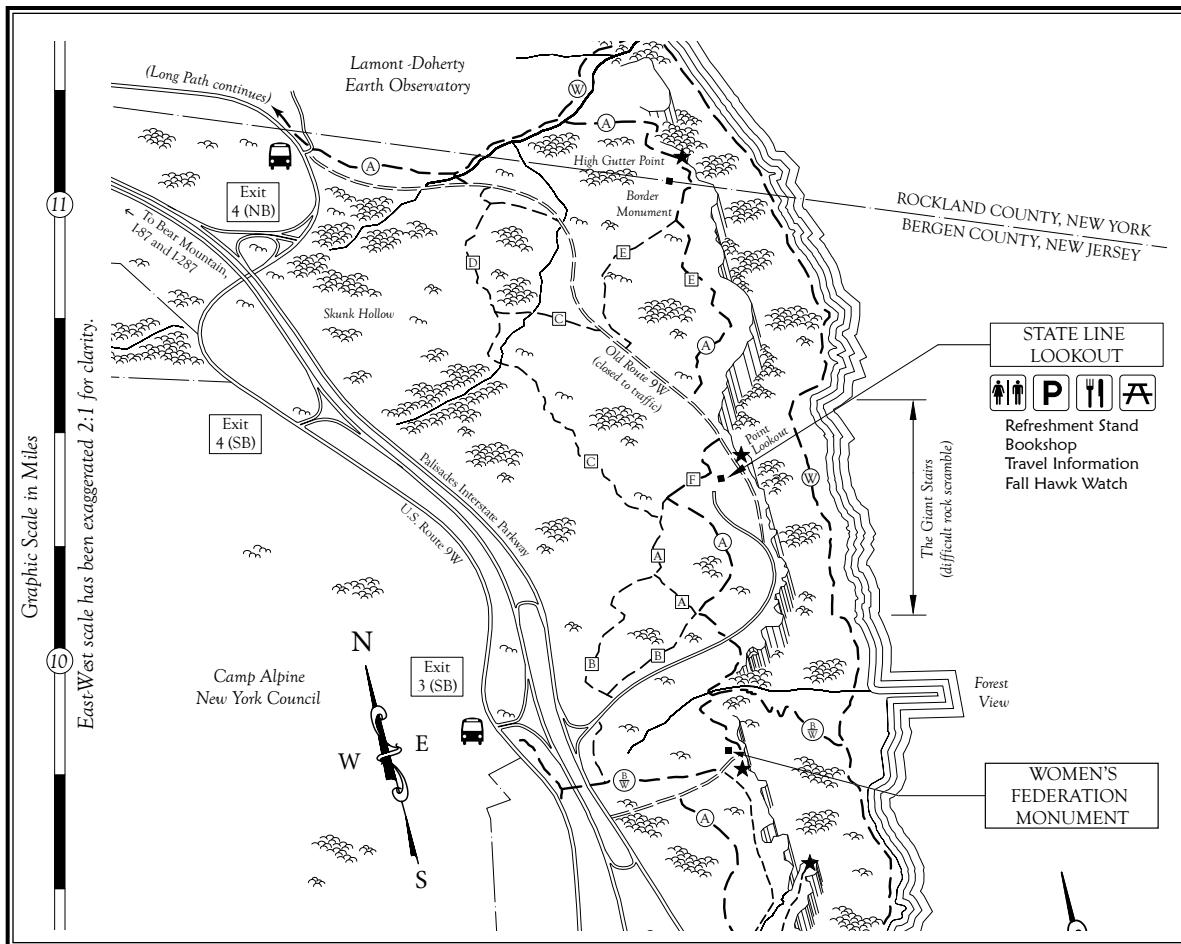 Lamont -Doherty
Earth Observatory
(Long Path continues)
W
A
A
High Gutter Point
Border
Monument
Exit
4 (NB)
11
To Bear Mountain,
I-87 and I-287
ROCKLAND COUNTY, NEW YORK
BERGEN COUNTY, NEW JERSEY
E
D
E
Skunk Hollow
C
A
Old Route 9W
(closed to traffic)
STATE LINE
LOOKOUT
P
Refreshment Stand
Bookshop
Travel Information
Fall Hawk Watch
Exit
4 (SB)
Point
Lookout
C
F
W
Palisades Interstate Parkway
U.S. Route 9W
The Giant Stairs
(difficult rock scramble)
A
A
A
B
B
Graphic Scale in Miles
East-West scale has been exaggerated 2:1 for clarity.
10
N
W
E
S
Camp Alpine
New York Council
Exit
3 (SB)
Forest
View
B
W
B
W
WOMEN'S
FEDERATION
MONUMENT
A